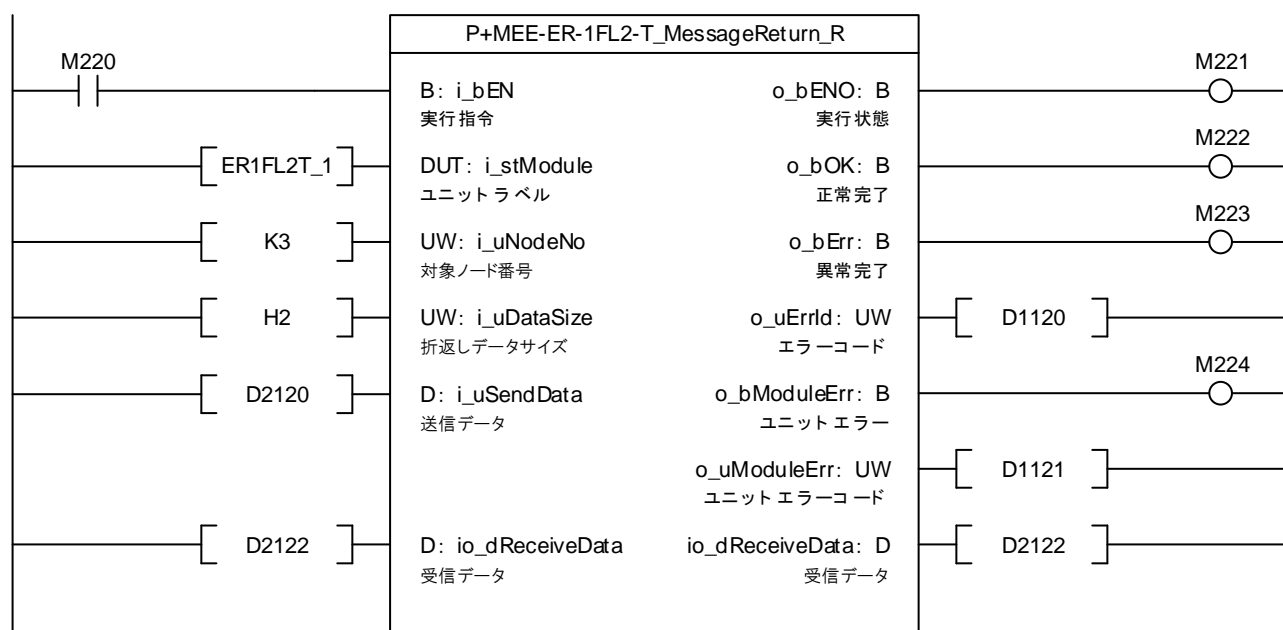 P+MEE-ER-1FL2-T_MessageReturn_R
M220
M221
B: i_bEN
o_bENO: B
実行指令
実行状態
M222
ER1FL2T_1
DUT: i_stModule
o_bOK: B
ユニットラベル
正常完了
M223
K3
UW: i_uNodeNo
o_bErr: B
対象ノード番号
異常完了
H2
UW: i_uDataSize
o_uErrId: UW
D1120
折返しデータサイズ
エラーコード
M224
D2120
D: i_uSendData
o_bModuleErr: B
送信データ
ユニットエラー
o_uModuleErr: UW
D1121
ユニットエラーコード
D2122
D: io_dReceiveData
io_dReceiveData: D
D2122
受信データ
受信データ